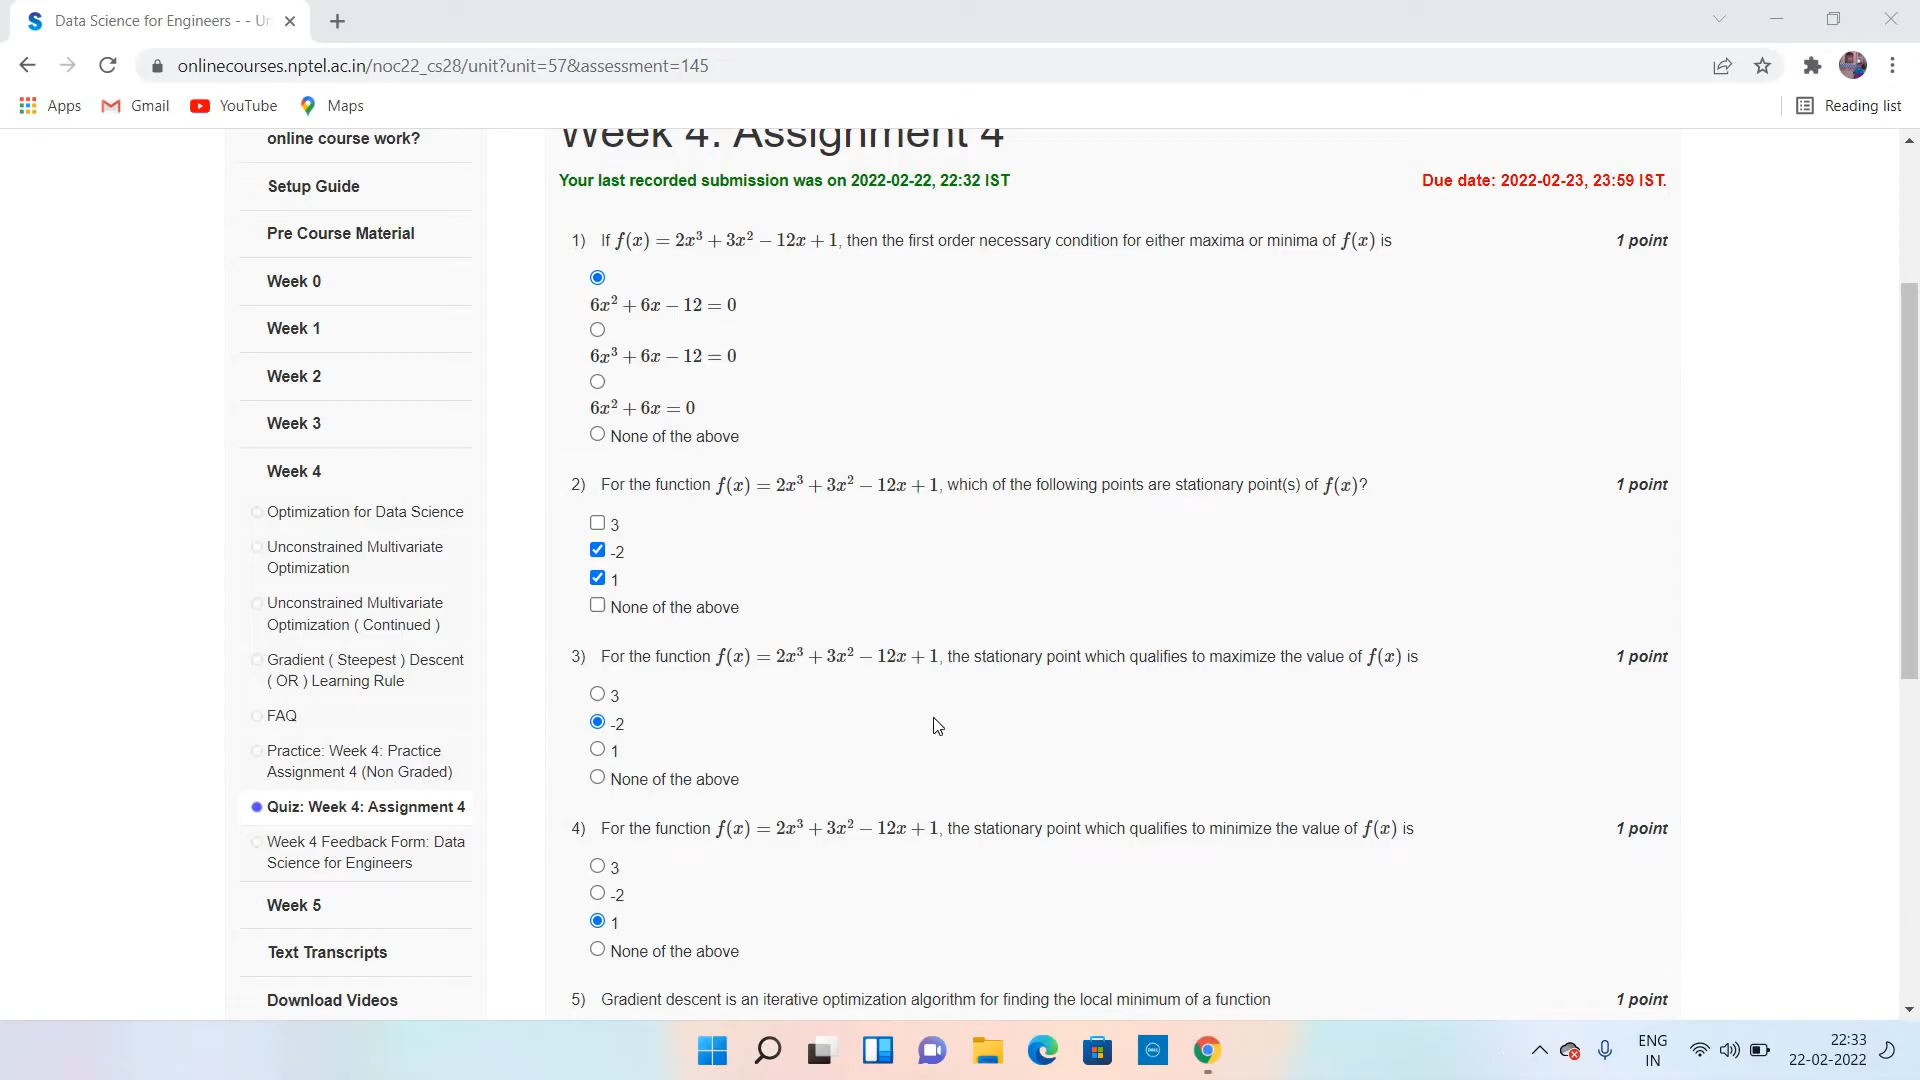 Data Science for Engineers - - Un
onlinecourses.nptel.ac.in/noc22_cs28/unit?unit=57&assessment=145
Apps
Gmail
YouTube
Maps
Reading list
online course work?
Setup Guide
Pre Course Material
Week 0
Week 1
Week 2
Week 3
Week 4
Optimization for Data Science
Unconstrained Multivariate
Optimization
Unconstrained Multivariate
Optimization ( Continued )
Gradient ( Steepest ) Descent
( OR ) Learning Rule
FAQ
Practice: Week 4: Practice
Assignment 4 (Non Graded)
Quiz: Week 4: Assignment 4
Week 4 Feedback Form: Data
Science for Engineers
Week 5
Text Transcripts
Download Videos
Week 4: Assignment 4
Your last recorded submission was on 2022-02-22, 22:32 IST
Due date: 2022-02-23, 23:59 IST.
1) If f(x) = 2x³ + 3x² − 12x + 1, then the first order necessary condition for either maxima or minima of f(x) is
1 point
6x² + 6x − 12 = 0
6x³ + 6x − 12 = 0
6x² + 6x = 0
None of the above
2) For the function f(x) = 2x³ + 3x² − 12x + 1, which of the following points are stationary point(s) of f(x)?
1 point
3
-2
1
None of the above
3) For the function f(x) = 2x³ + 3x² − 12x + 1, the stationary point which qualifies to maximize the value of f(x) is
1 point
3
-2
1
None of the above
4) For the function f(x) = 2x³ + 3x² − 12x + 1, the stationary point which qualifies to minimize the value of f(x) is
1 point
3
-2
1
None of the above
5) Gradient descent is an iterative optimization algorithm for finding the local minimum of a function
1 point
DELL
ENG
IN
22:33
22-02-2022